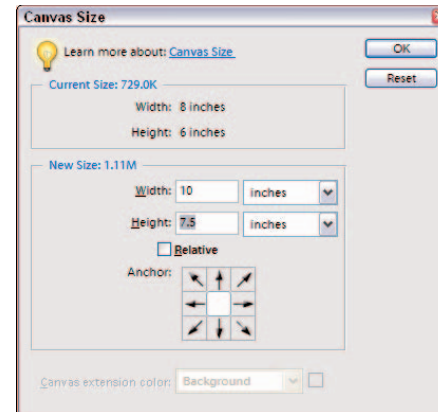 Canvas Size
Learn more about: Canvas Size
OK
Reset
Current Size: 729.0K
Width: 8 inches
Height: 6 inches
New Size: 1.11M
Width: 10 inches
Height: 7.5 inches
Relative
Anchor:
Canvas extension color: Background